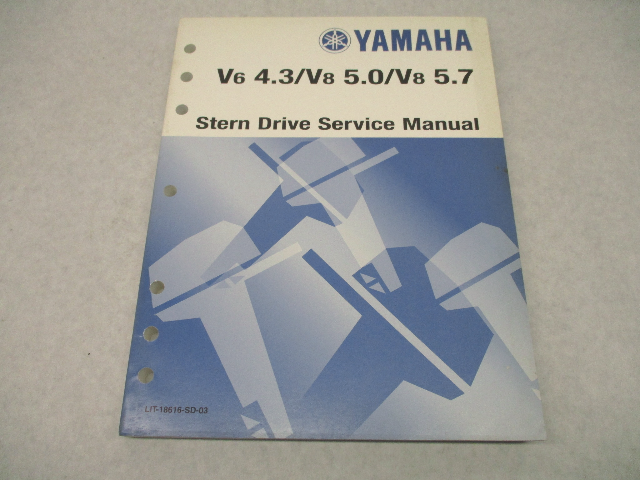 YAMAHA
V6 4.3/V8 5.0/V8 5.7
Stern Drive Service Manual
LIT-18616-SD-03